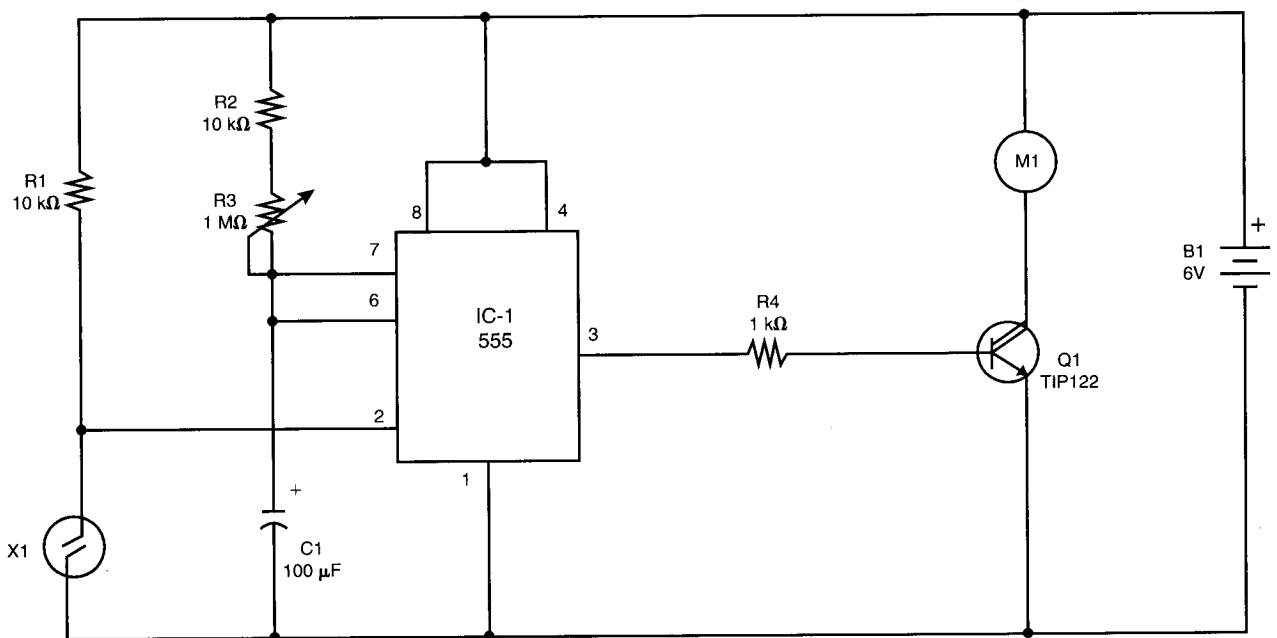 R2
10 kΩ
R1
10 kΩ
R3
1 MΩ
8
4
7
6
IC-1
555
3
2
1
R4
1 kΩ
M1
Q1
TIP122
+
B1
6V
X1
+
C1
100 µF